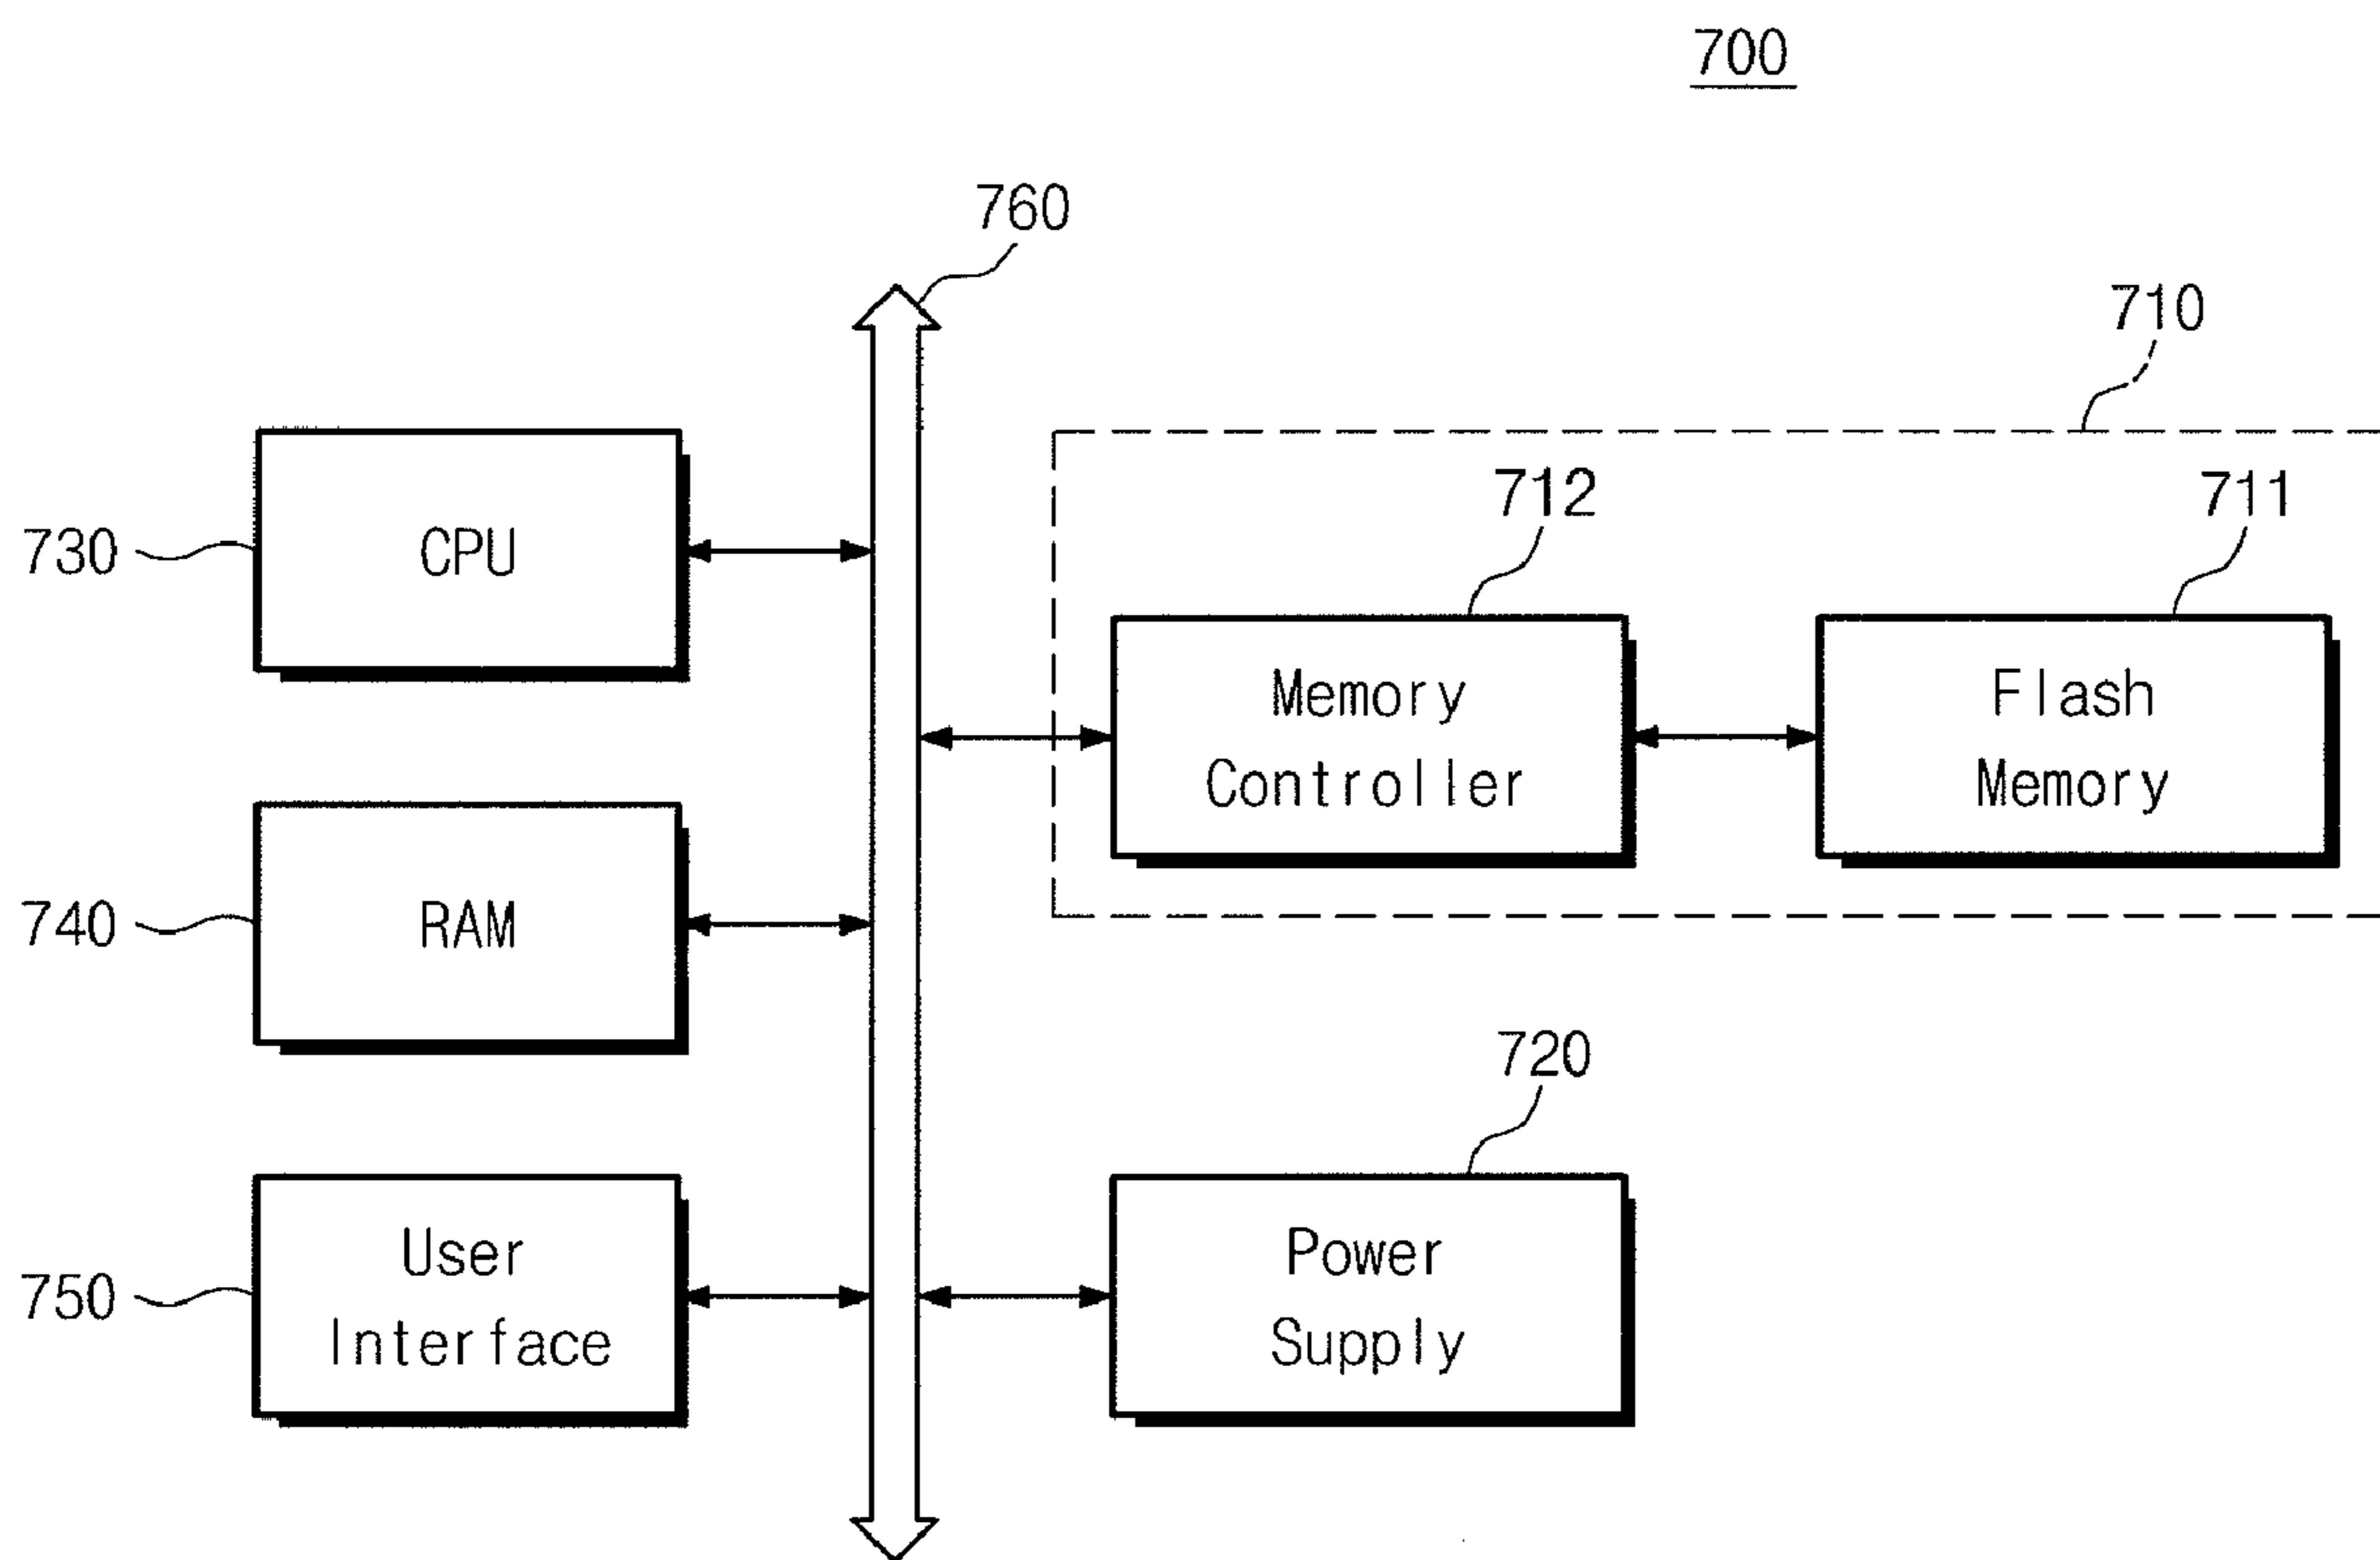 700
760
710
712
711
730
CPU
Memory
Controller
Flash
Memory
740
RAM
720
750
User
Interface
Power
Supply